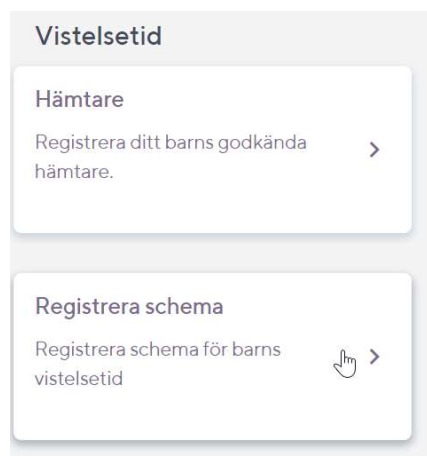 Vistelsetid
Hämtare
Registrera ditt barns godkända
hämtare.
Registrera schema
Registrera schema för barns
vistelsetid